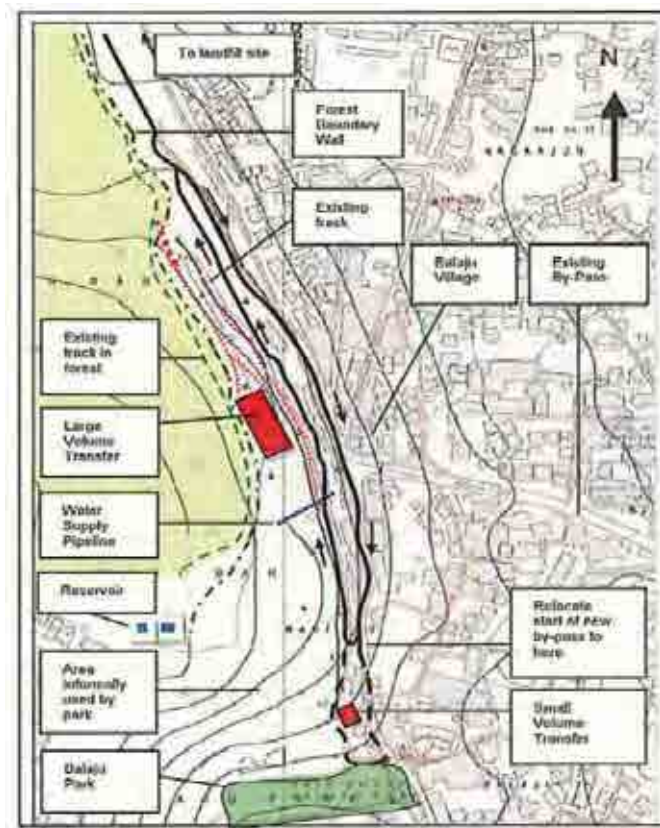 To landfill site
N
Forest
Boundary
Wall
Existing
track
Balaju
Village
Existing
By-Pass
Existing
track in
forest
Large
Volume
Transfer
Water
Supply
Pipeline
Reservoir
Area
informally
used by
park
Relocate
start of new
by-pass to
here
Small
Volume
Transfer
Balaju
Park